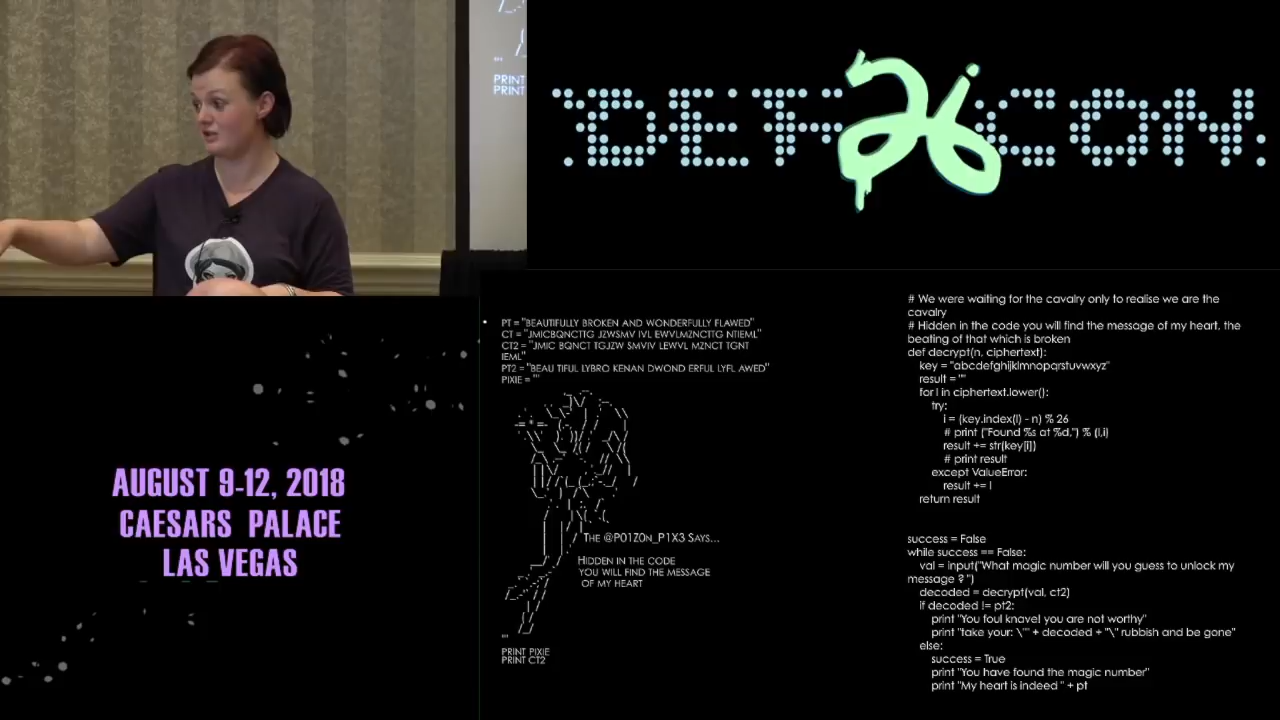 PRINT
PRINT
DEF 26 CON
AUGUST 9-12, 2018
CAESARS PALACE
LAS VEGAS
PT = "BEAUTIFULLY BROKEN AND WONDERFULLY FLAWED"
CT = "JMICBQNCTTG JZWSMV IVL EWVLMZNCTTG NTIEML"
CT2 = "JMIC BQNCT TGJZW SMVIV LEWVL MZNCT TGNT
IEML"
PT2 = "BEAU TIFUL LYBRO KENAN DWOND ERFUL LYFL AWED"
PIXIE = '''
THE @P01Z0N_P1X3 SAYS...
HIDDEN IN THE CODE
YOU WILL FIND THE MESSAGE
OF MY HEART
'''
PRINT PIXIE
PRINT CT2
# We were waiting for the cavalry only to realise we are the
cavalry
# Hidden in the code you will find the message of my heart, the
beating of that which is broken
def decrypt(n, ciphertext):
key = "abcdefghijklmnopqrstuvwxyz"
result = ""
for l in ciphertext.lower():
try:
i = (key.index(l) - n) % 26
# print ("Found %s at %d,") % (l,i)
result += str(key[i])
# print result
except ValueError:
result += l
return result
success = False
while success == False:
val = input("What magic number will you guess to unlock my
message ? ")
decoded = decrypt(val, ct2)
if decoded != pt2:
print "You foul knave! you are not worthy"
print "take your: \"" + decoded + "\" rubbish and be gone"
else:
success = True
print "You have found the magic number"
print "My heart is indeed " + pt